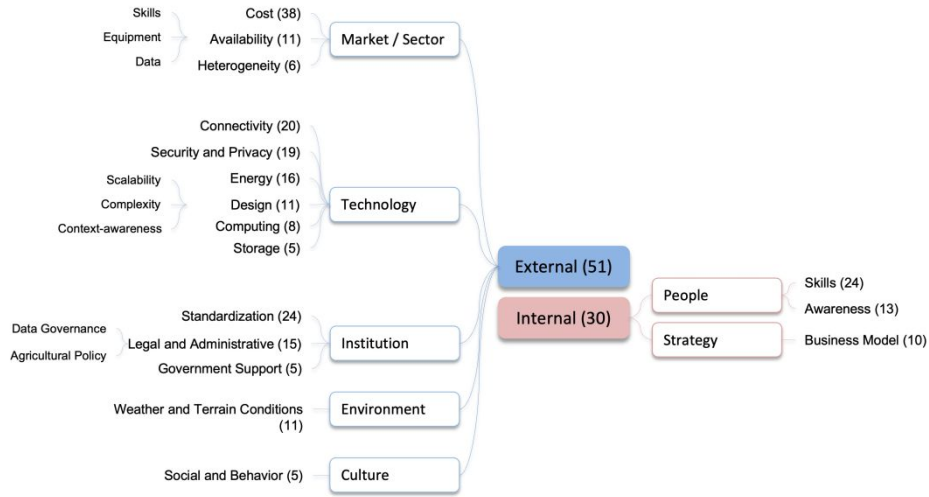 Skills
Equipment
Data
Cost (38)
Availability (11)
Heterogeneity (6)
Market / Sector
Connectivity (20)
Security and Privacy (19)
Energy (16)
Design (11)
Computing (8)
Storage (5)
Scalability
Complexity
Context-awareness
Technology
External (51)
Internal (30)
People
Skills (24)
Awareness (13)
Strategy
Business Model (10)
Standardization (24)
Legal and Administrative (15)
Government Support (5)
Data Governance
Agricultural Policy
Institution
Weather and Terrain Conditions
(11)
Environment
Social and Behavior (5)
Culture